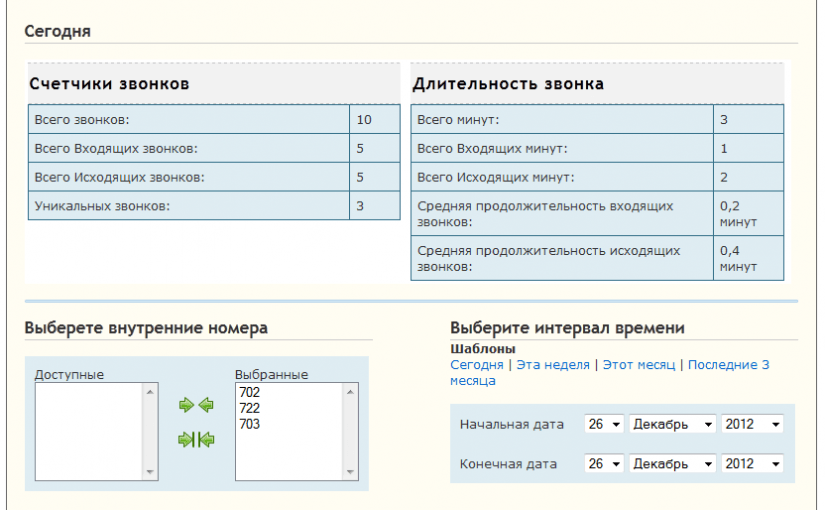 Сегодня
Счетчики звонков
Всего звонков: 10
Всего Входящих звонков: 5
Всего Исходящих звонков: 5
Уникальных звонков: 3
Длительность звонка
Всего минут: 3
Всего Входящих минут: 1
Всего Исходящих минут: 2
Средняя продолжительность входящих
звонков:
0,2
минут
Средняя продолжительность исходящих
звонков:
0,4
минут
Выберете внутренние номера
Доступные
Выбранные
702
722
703
Выберите интервал времени
Шаблоны
Сегодня | Эта неделя | Этот месяц | Последние 3
месяца
Начальная дата 26 Декабрь 2012
Конечная дата 26 Декабрь 2012